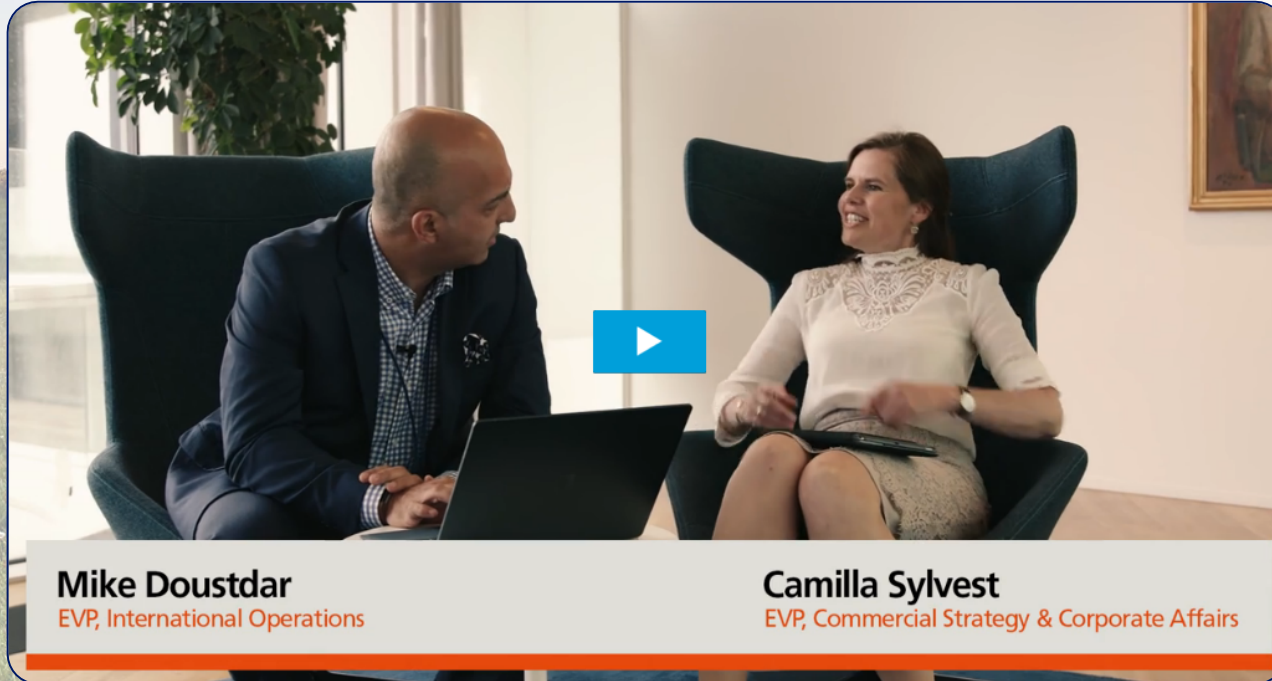 Mike Doustdar
EVP, International Operations
Camilla Sylvest
EVP, Commercial Strategy & Corporate Affairs